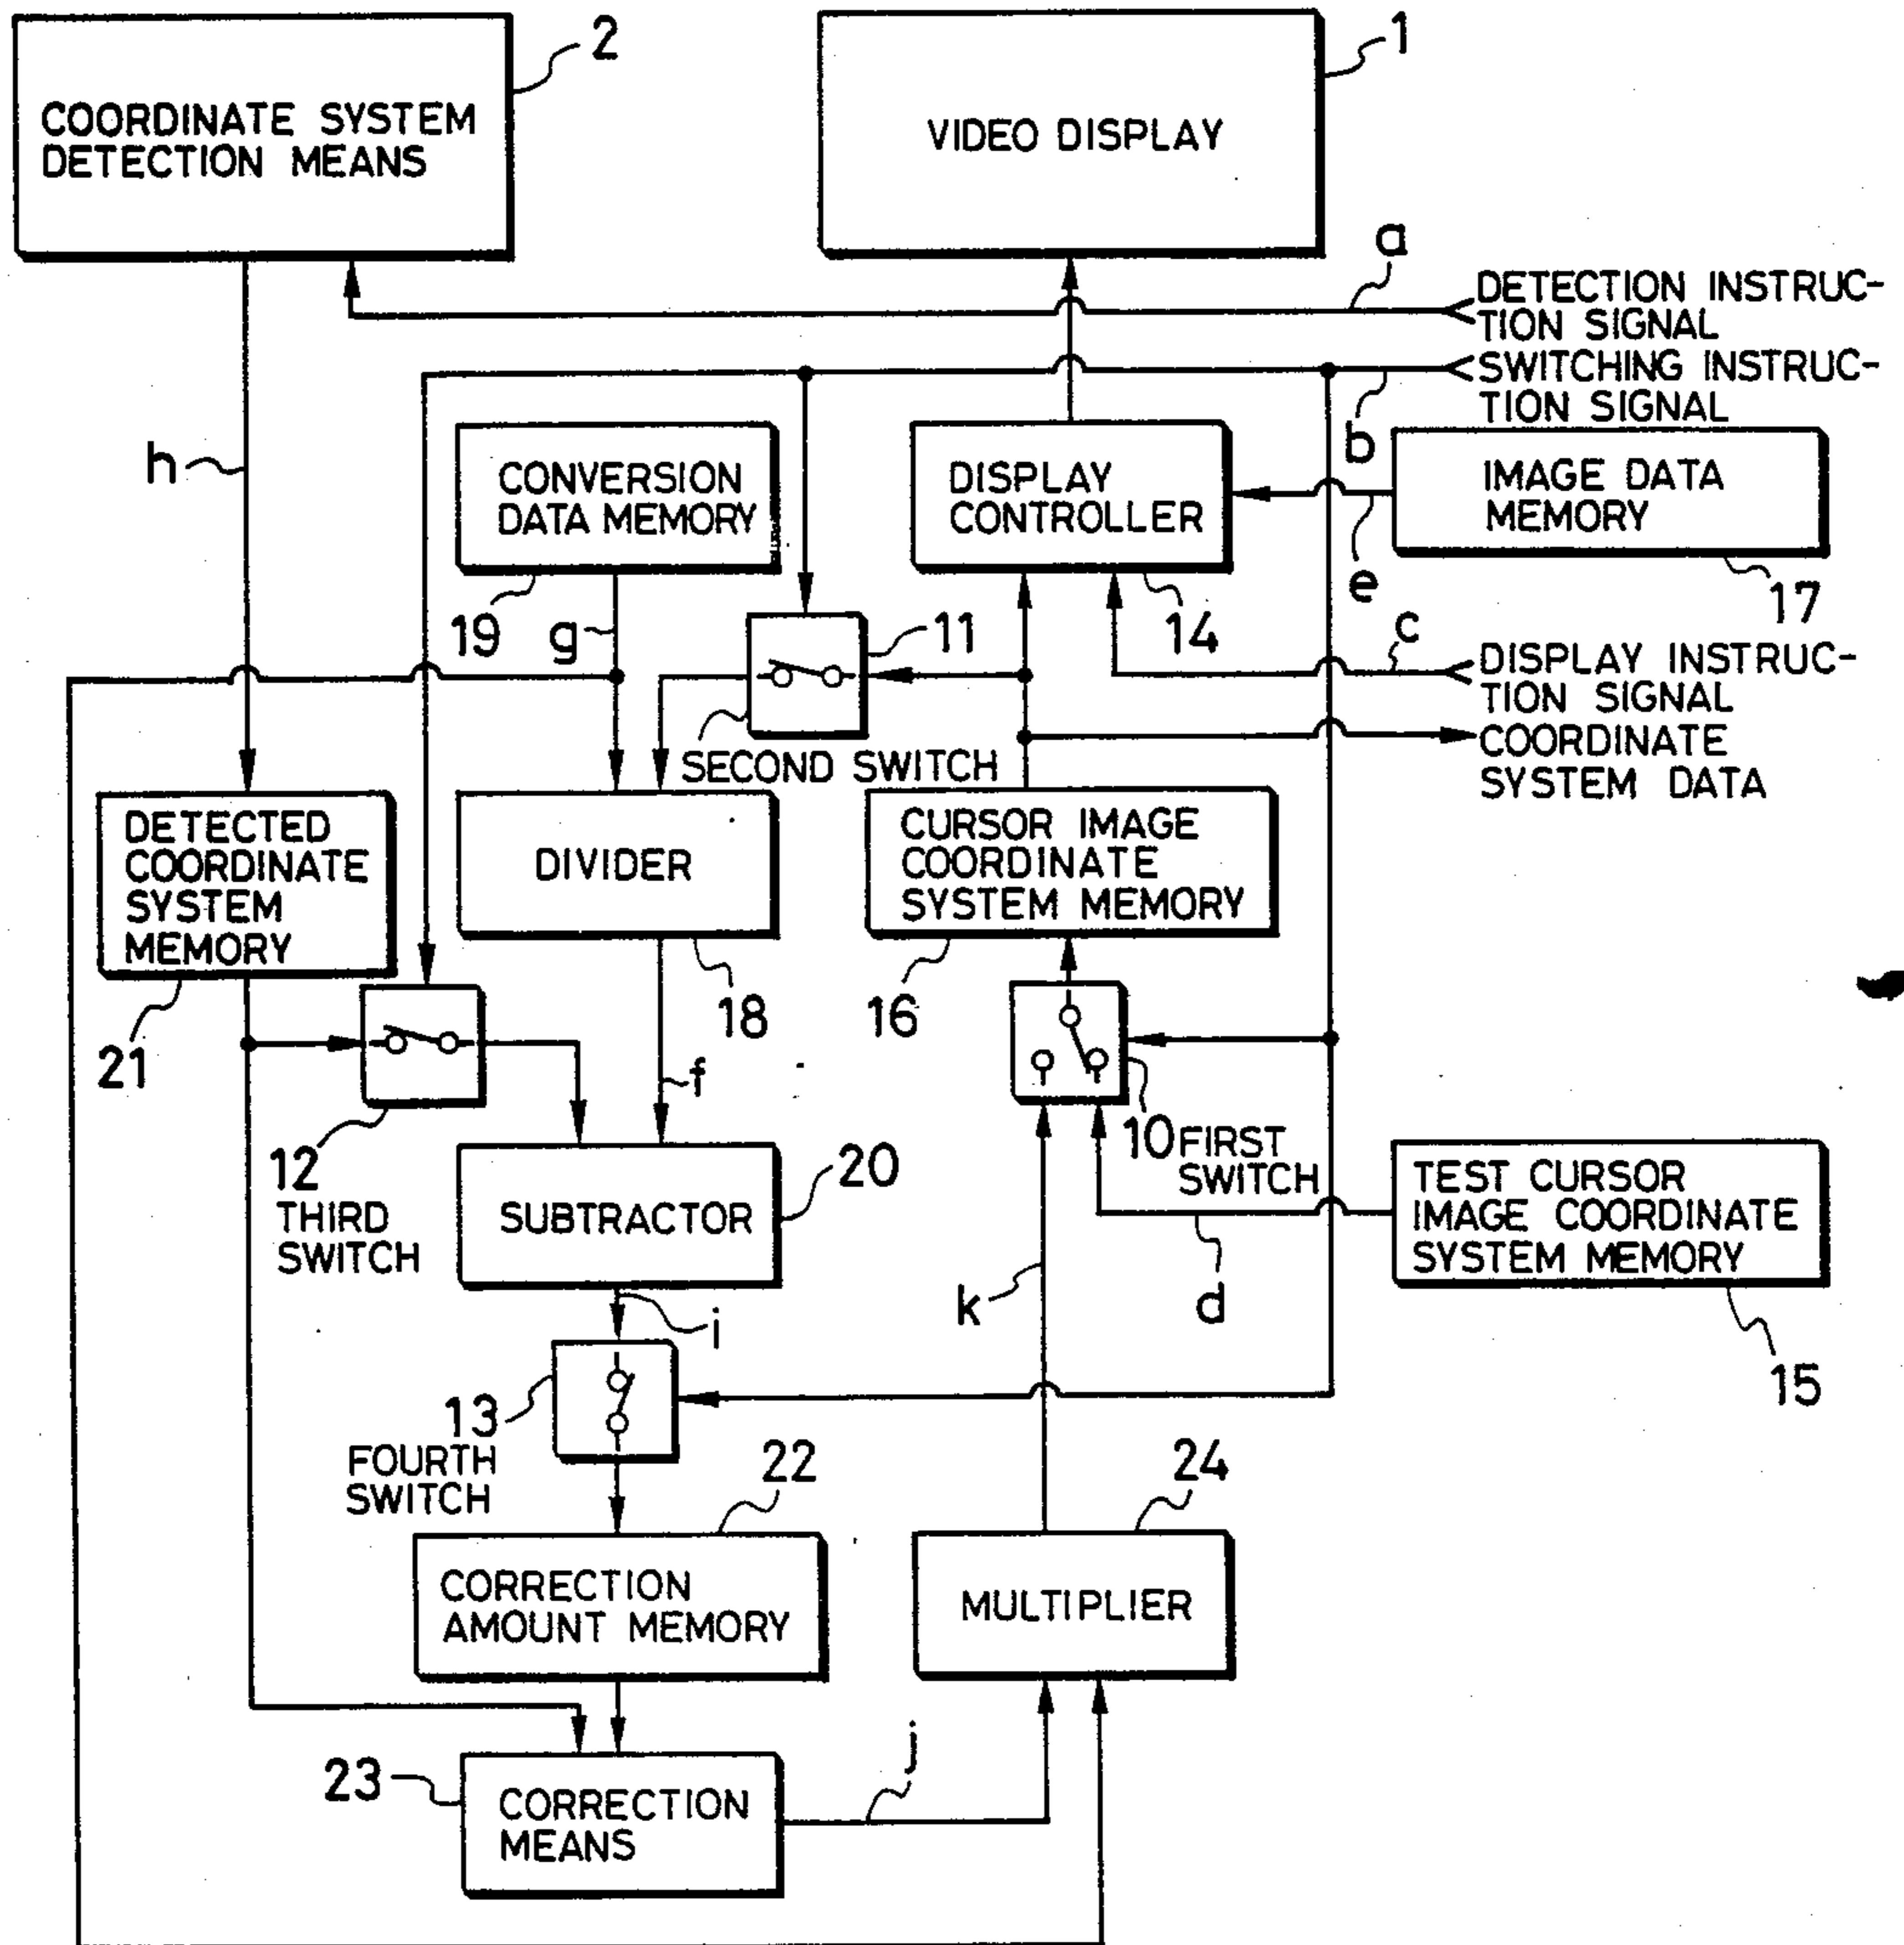 2
1
COORDINATE SYSTEM
DETECTION MEANS
VIDEO DISPLAY
a
DETECTION INSTRUC-
TION SIGNAL
SWITCHING INSTRUC-
TION SIGNAL
b
h
CONVERSION
DATA MEMORY
DISPLAY
CONTROLLER
IMAGE DATA
MEMORY
e
19
g
11
14
17
c
DISPLAY INSTRUC-
TION SIGNAL
SECOND SWITCH
COORDINATE
SYSTEM DATA
DETECTED
COORDINATE
SYSTEM
MEMORY
DIVIDER
CURSOR IMAGE
COORDINATE
SYSTEM MEMORY
21
18
16
f
12
THIRD
SWITCH
10 FIRST
SWITCH
SUBTRACTOR
20
TEST CURSOR
IMAGE COORDINATE
SYSTEM MEMORY
k
d
i
15
13
FOURTH
SWITCH
22
24
CORRECTION
AMOUNT MEMORY
MULTIPLIER
23
j
CORRECTION
MEANS